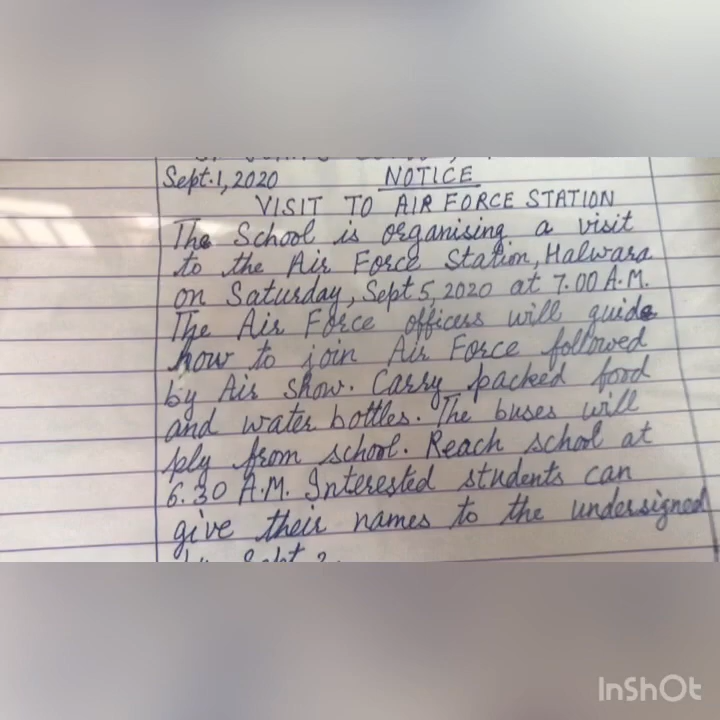 Sept. 1, 2020 NOTICE
VISIT TO AIR FORCE STATION
The School is organising a visit
to the Air Force Station, Halwara
on Saturday, Sept 5, 2020 at 7.00 A.M.
The Air Force officers will guide
how to join Air Force followed
by Air show. Carry packed food
and water bottles. The buses will
ply from school. Reach school at
6.30 A.M. Interested students can
give their names to the undersigned
by Sept
InShOt